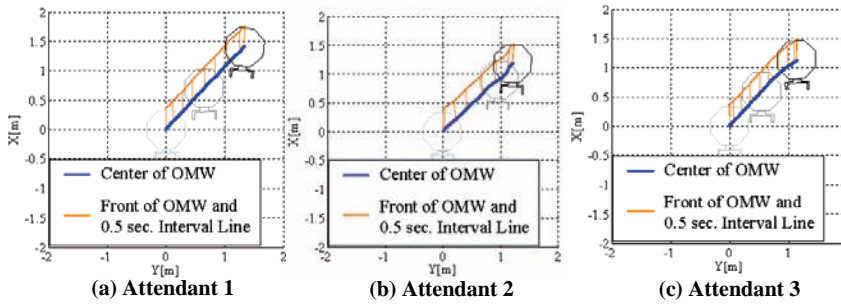 2
1.5
1
0.5
0
-0.5
-1
-1.5
-2
X[m]
Center of OMW
Front of OMW and
0.5 sec. Interval Line
-2 -1 0 1 2
Y[m]
(a) Attendant 1
2
1.5
1
0.5
0
-0.5
-1
-1.5
-2
X[m]
Center of OMW
Front of OMW and
0.5 sec. Interval Line
-2 -1 0 1 2
Y[m]
(b) Attendant 2
2
1.5
1
0.5
0
-0.5
-1
-1.5
-2
X[m]
Center of OMW
Front of OMW and
0.5 sec. Interval Line
-2 -1 0 1 2
Y[m]
(c) Attendant 3